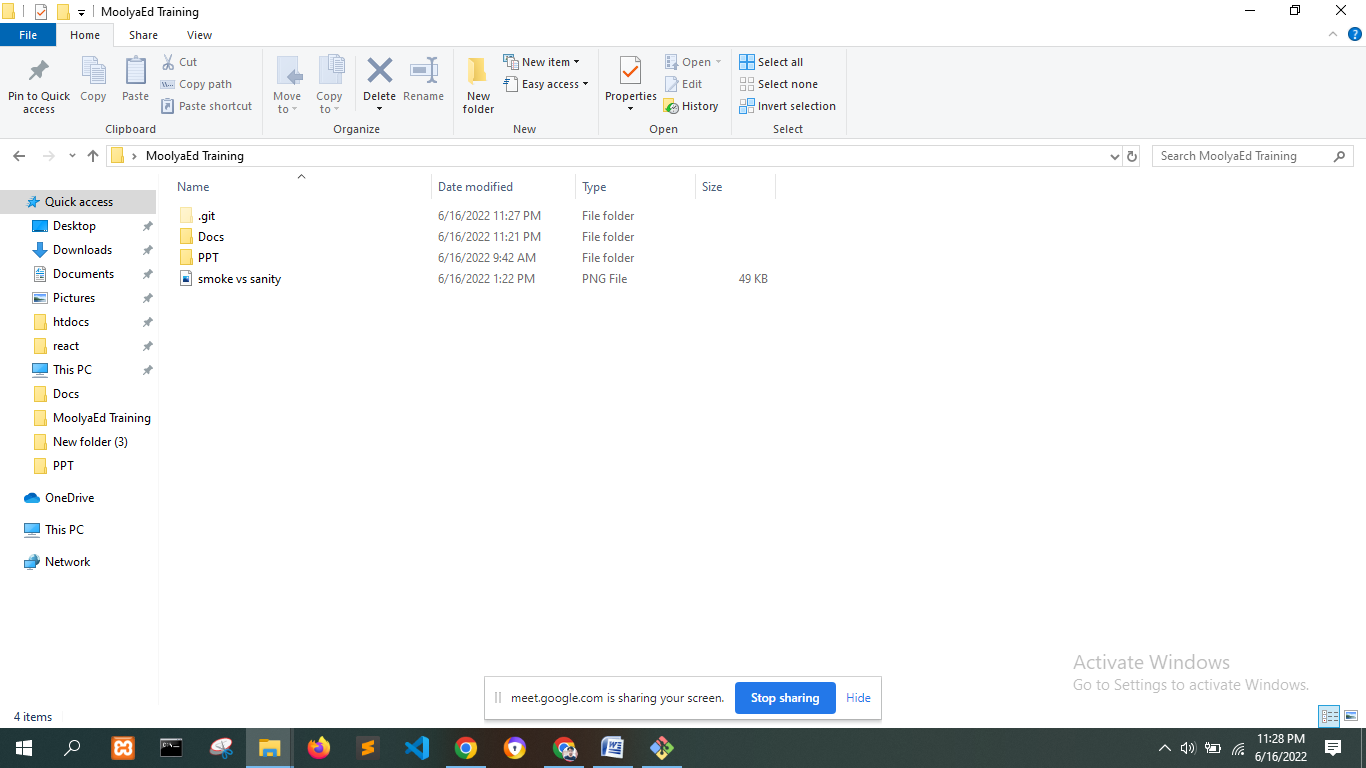 MoolyaEd Training
File Home Share View
Pin to Quick access
Copy
Paste
Cut
Copy path
Paste shortcut
Clipboard
Move to
Copy to
Delete
Rename
Organize
New folder
New item
Easy access
New
Properties
Open
Edit
History
Open
Select all
Select none
Invert selection
Select
MoolyaEd Training
Search MoolyaEd Training
Name Date modified Type Size
.git 6/16/2022 11:27 PM File folder
Docs 6/16/2022 11:21 PM File folder
PPT 6/16/2022 9:42 AM File folder
smoke vs sanity 6/16/2022 1:22 PM PNG File 49 KB
Quick access
Desktop
Downloads
Documents
Pictures
htdocs
react
This PC
Docs
MoolyaEd Training
New folder (3)
PPT
OneDrive
This PC
Network
Activate Windows
Go to Settings to activate Windows.
meet.google.com is sharing your screen. Stop sharing Hide
4 items
11:28 PM
6/16/2022